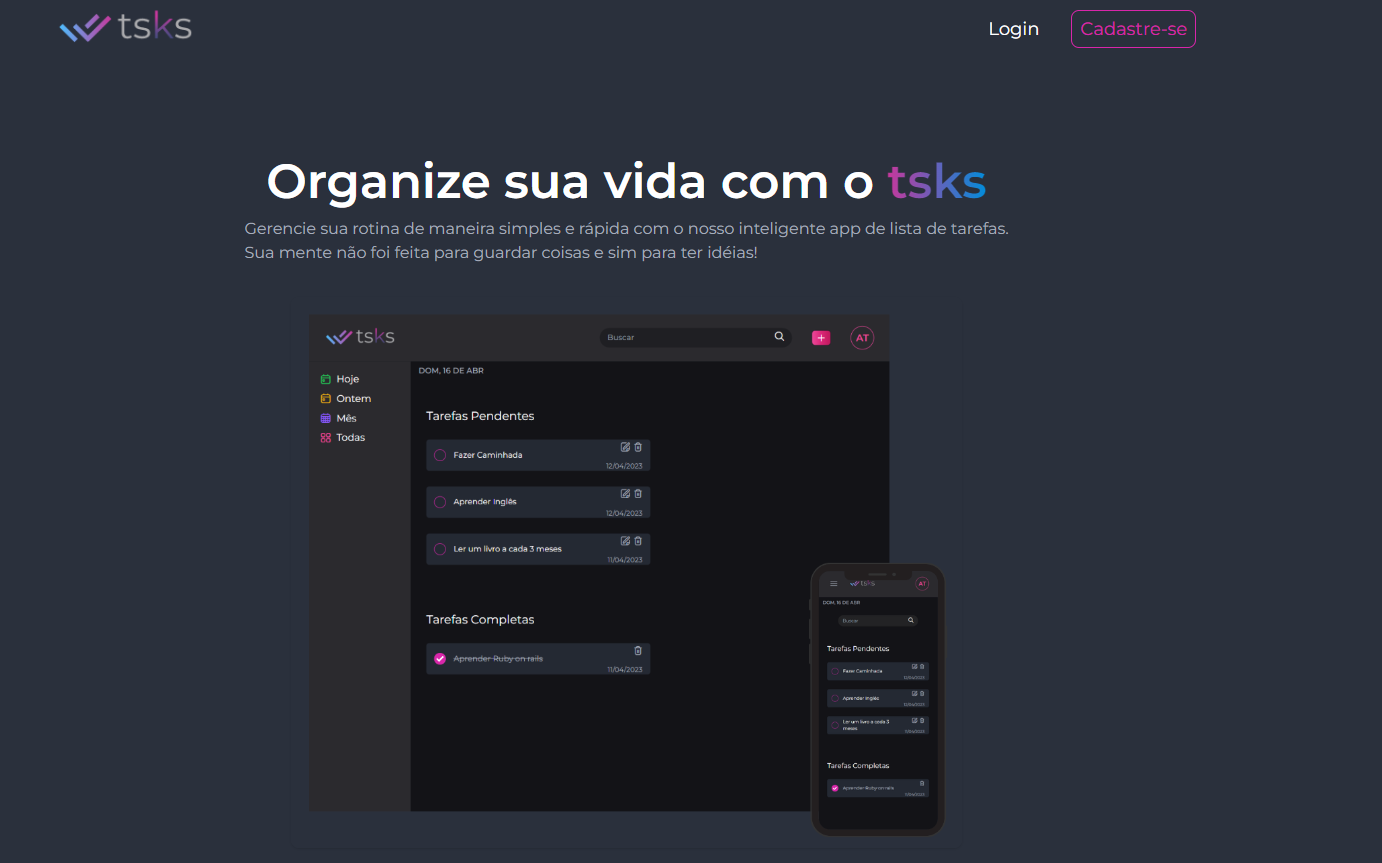 tsks
Login
Cadastre-se
Organize sua vida com o tsks
Gerencie sua rotina de maneira simples e rápida com o nosso inteligente app de lista de tarefas.
Sua mente não foi feita para guardar coisas e sim para ter idéias!
tsks
Buscar
AT
Hoje
Ontem
Mês
Todas
DOM, 16 DE ABR
Tarefas Pendentes
Fazer Caminhada
12/04/2023
Aprender Inglês
12/04/2023
Ler um livro a cada 3 meses
11/04/2023
Tarefas Completas
Aprender Ruby on rails
11/04/2023
tsks
AT
DOM, 16 DE ABR
Buscar
Tarefas Pendentes
Fazer Caminhada
12/04/2023
Aprender Inglês
12/04/2023
Ler um livro a cada 3
meses
11/04/2023
Tarefas Completas
Aprender Ruby on rails
11/04/2023